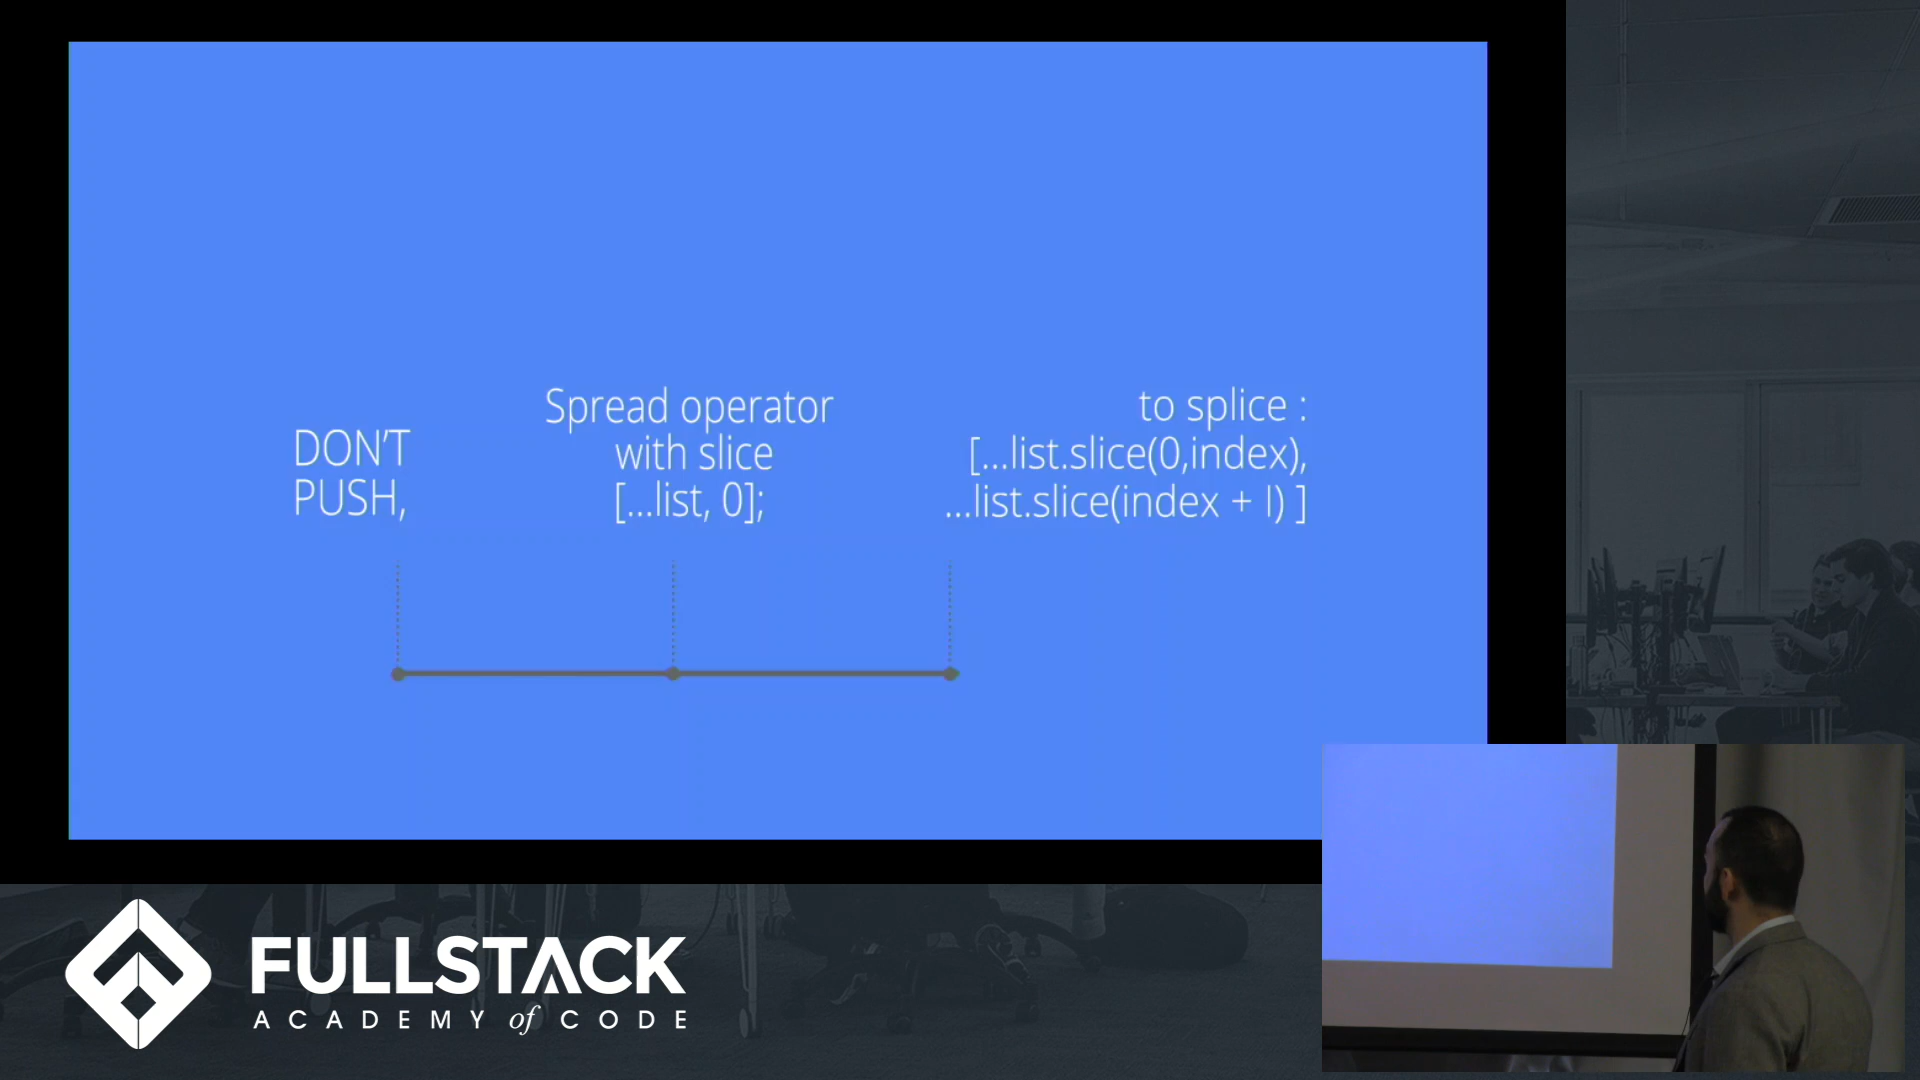 DON'T
PUSH,
Spread operator
with slice
[...list, 0];
to splice :
[...list.slice(0,index),
...list.slice(index + I) ]
FULLSTACK
ACADEMY of CODE